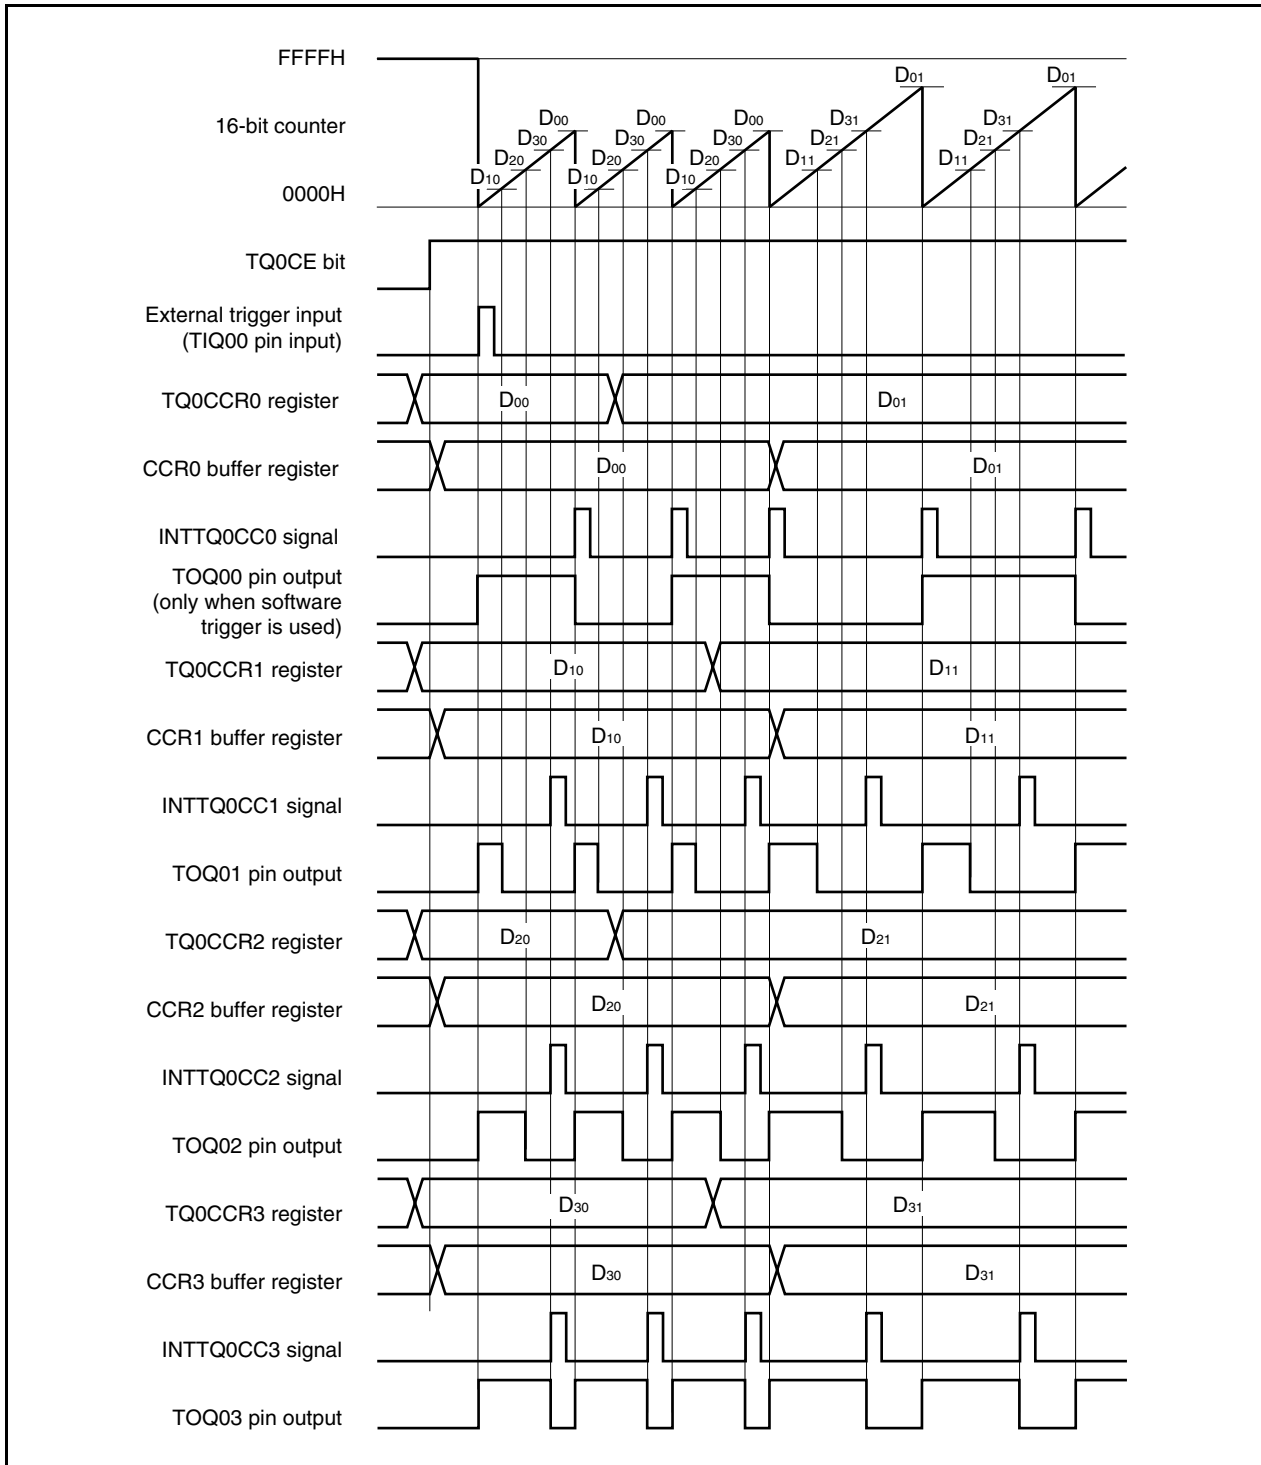 FFFFH
D01
D01
16-bit counter
D00
D00
D00
D31
D31
D30
D30
D30
D21
D21
D20
D20
D20
D11
D11
D10
D10
D10
0000H
TQ0CE bit
External trigger input
(TIQ00 pin input)
TQ0CCR0 register
D00
D01
CCR0 buffer register
D00
D01
INTTQ0CC0 signal
TOQ00 pin output
(only when software
trigger is used)
TQ0CCR1 register
D10
D11
CCR1 buffer register
D10
D11
INTTQ0CC1 signal
TOQ01 pin output
TQ0CCR2 register
D20
D21
CCR2 buffer register
D20
D21
INTTQ0CC2 signal
TOQ02 pin output
TQ0CCR3 register
D30
D31
CCR3 buffer register
D30
D31
INTTQ0CC3 signal
TOQ03 pin output